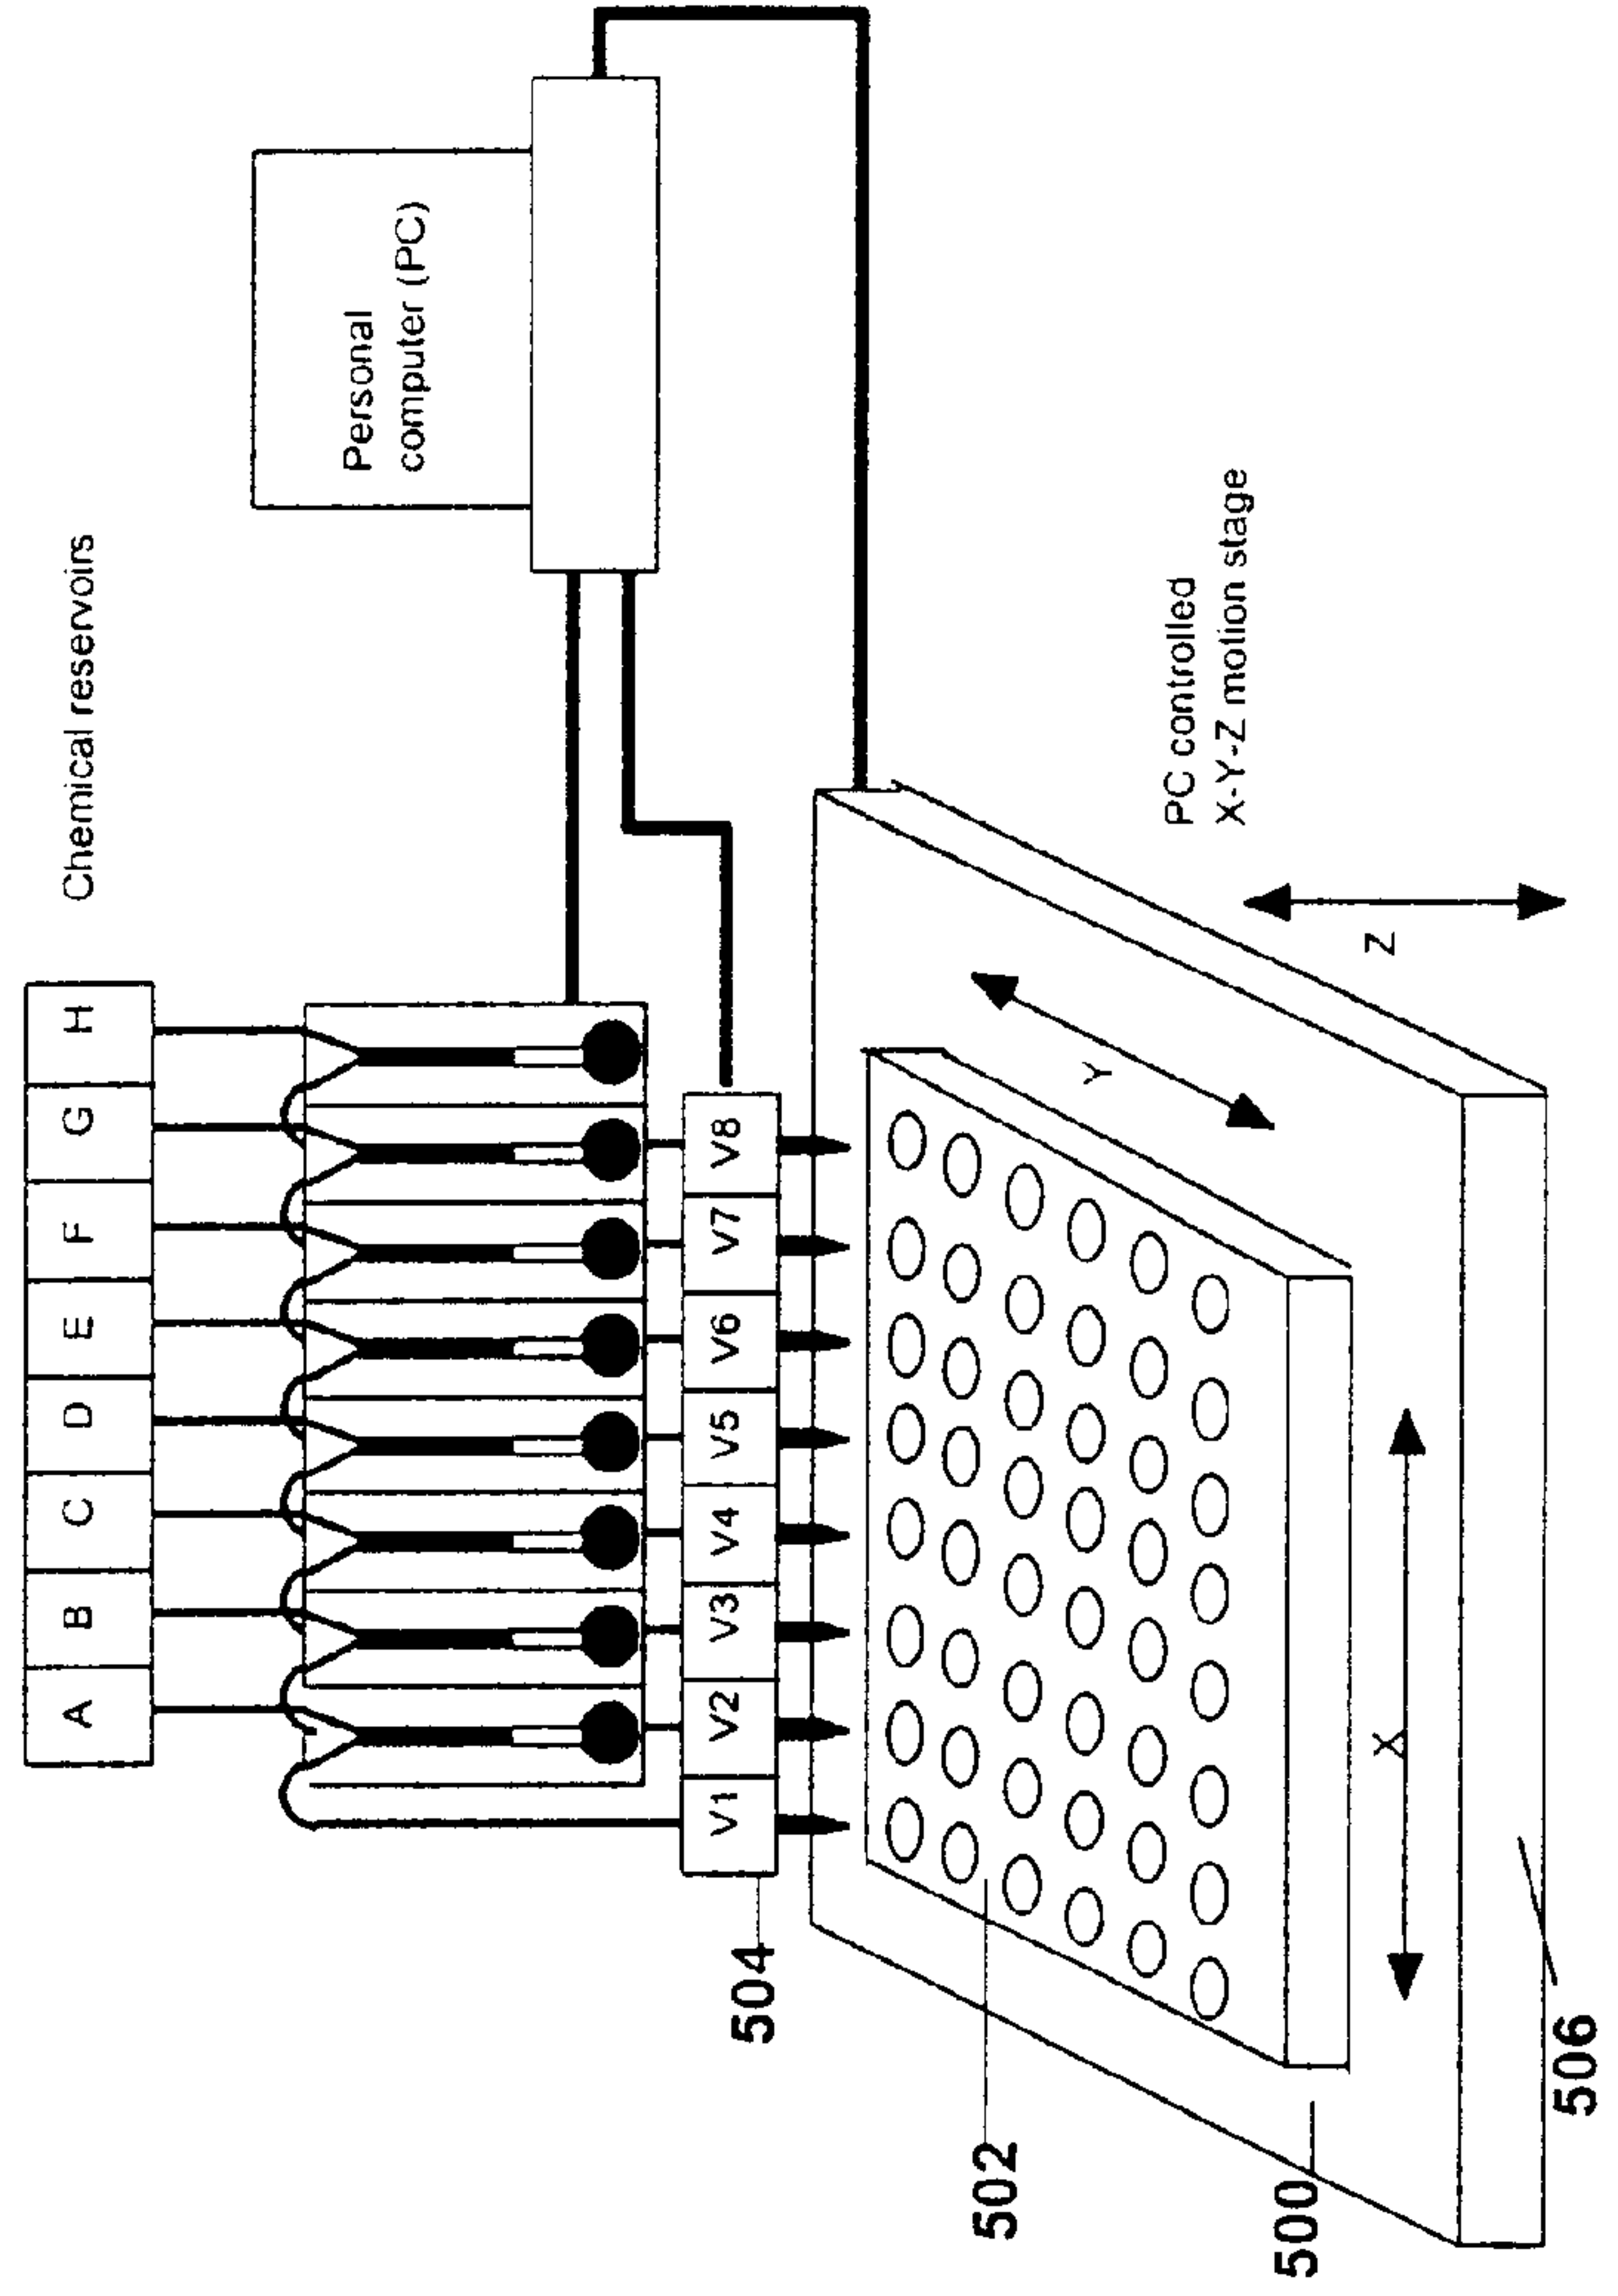 Chemical reservoirs
A B C D E F G H
Personal
computer (PC)
V1 V2 V3 V4 V5 V6 V7 V8
504
502
500
506
X
Y
Z
PC controlled
X-Y-Z motion stage